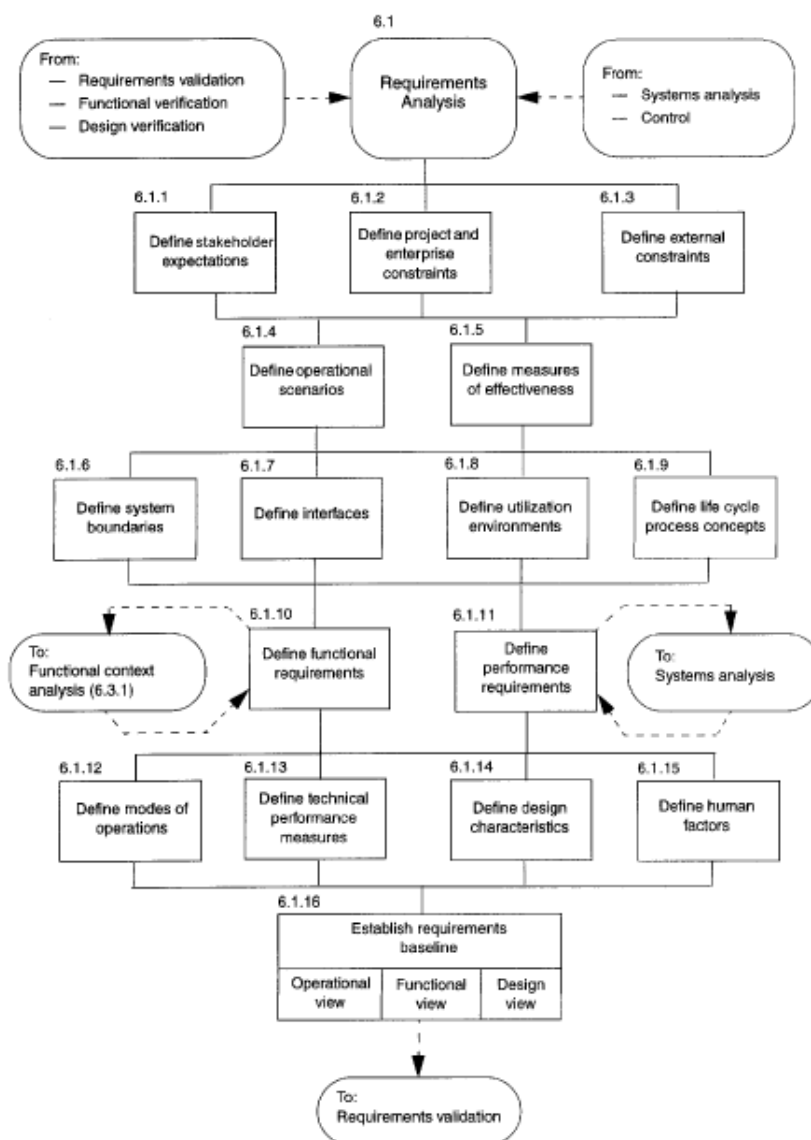 6.1
From:
— Requirements validation
— Functional verification
— Design verification
Requirements
Analysis
From:
— Systems analysis
— Control
6.1.1
Define stakeholder
expectations
6.1.2
Define project and
enterprise
constraints
6.1.3
Define external
constraints
6.1.4
Define operational
scenarios
6.1.5
Define measures
of effectiveness
6.1.6
Define system
boundaries
6.1.7
Define interfaces
6.1.8
Define utilization
environments
6.1.9
Define life cycle
process concepts
To:
Functional context
analysis (6.3.1)
6.1.10
Define functional
requirements
6.1.11
Define
performance
requirements
To:
Systems analysis
6.1.12
Define modes of
operations
6.1.13
Define technical
performance
measures
6.1.14
Define design
characteristics
6.1.15
Define human
factors
6.1.16
Establish requirements
baseline
Operational
view
Functional
view
Design
view
To:
Requirements validation